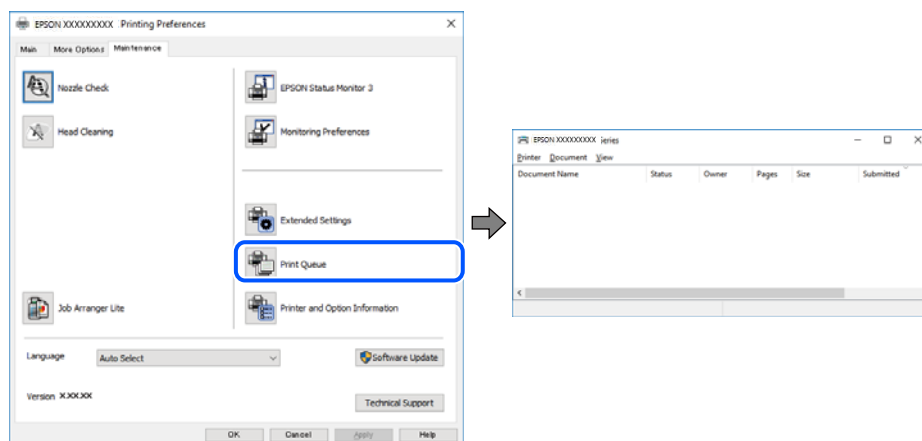 EPSON XXXXXXXXX Printing Preferences
Main More Options Maintenance
Nozzle Check
EPSON Status Monitor 3
Head Cleaning
Monitoring Preferences
Extended Settings
Print Queue
Job Arranger Lite
Printer and Option Information
Language Auto Select Software Update
Version X.XX.XX
Technical Support
OK Cancel Apply Help
EPSON XXXXXXXXX ieries
Printer Document View
Document Name Status Owner Pages Size Submitted